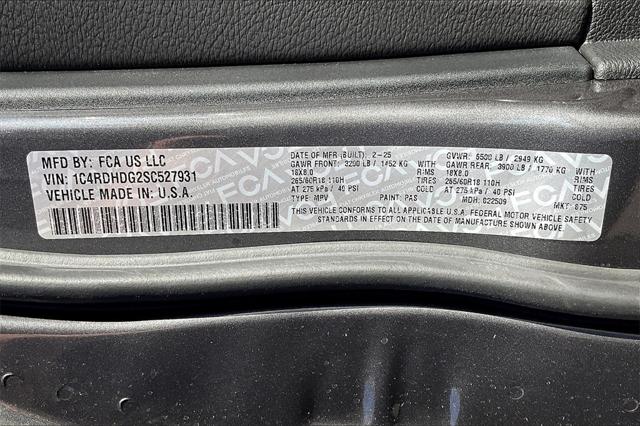 MFD BY: FCA US LLC
VIN: 1C4RDHDG2SC527931
VEHICLE MADE IN U.S.A.
DATE OF MFR (BUILT): 2-25
GAWR FRONT: 3200 LB / 1452 KG WITH
18X8.0 RIMS
265/60R18 110H TIRES
AT 275 kPa / 40 PSI COLD
TYPE: MPV PAINT: PAS
GVWR: 6500 LB / 2949 KG
GAWR REAR: 3900 LB / 1770 KG WITH
18X8.0 RIMS
265/60R18 110H TIRES
AT 275 kPa / 40 PSI COLD
MDH: 022509 MKT: 875
THIS VEHICLE CONFORMS TO ALL APPLICABLE U.S.A. FEDERAL MOTOR VEHICLE SAFETY
STANDARDS IN EFFECT ON THE DATE OF MANUFACTURE SHOWN ABOVE.